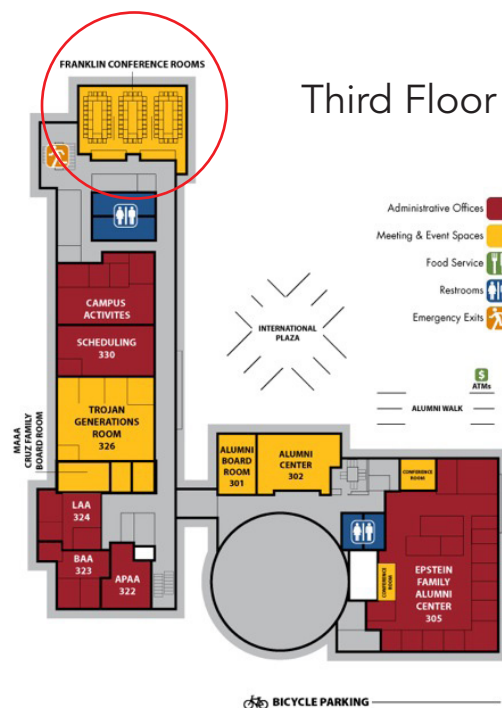 FRANKLIN CONFERENCE ROOMS
Third Floor
Administrative Offices
Meeting & Event Spaces
Food Service
Restrooms
Emergency Exits
CAMPUS
ACTIVITES
SCHEDULING
330
INTERNATIONAL
PLAZA
$
ATMs
ALUMNI WALK
MAAA
CRUZ FAMILY
BOARD ROOM
TROJAN
GENERATIONS
ROOM
326
ALUMNI
BOARD
ROOM
301
ALUMNI
CENTER
302
CONFERENCE
ROOM
LAA
324
BAA
323
APAA
322
CONFERENCE
ROOM
EPSTEIN
FAMILY
ALUMNI
CENTER
305
BICYCLE PARKING